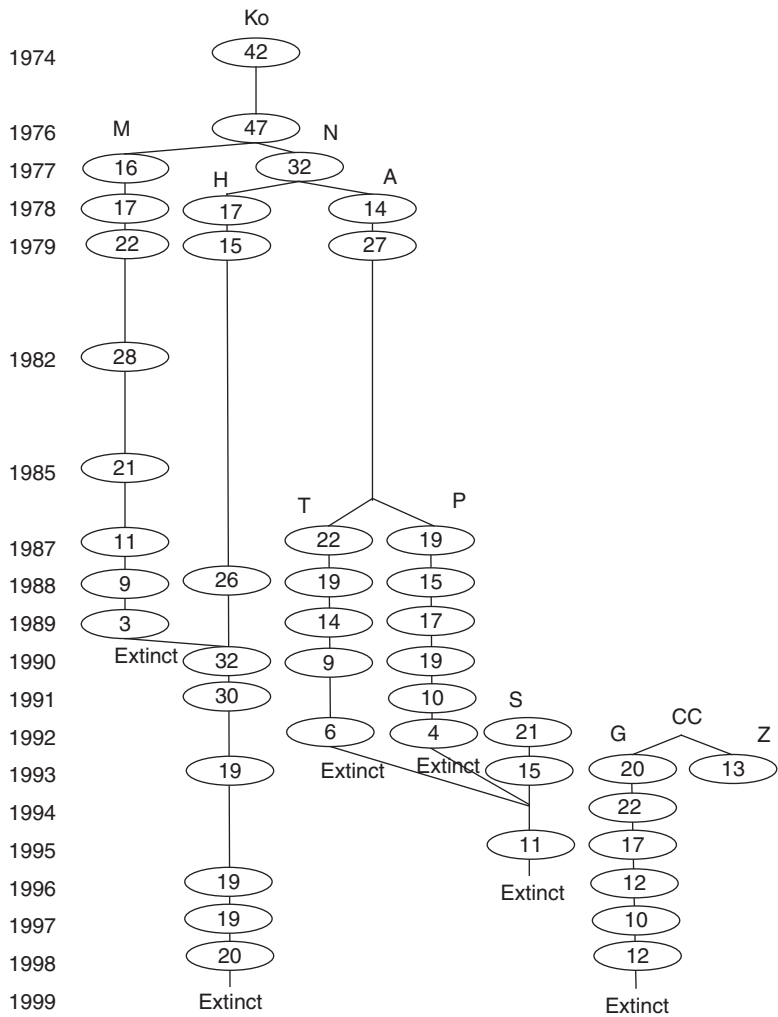 Ko
1974 42
1976 M 47 N
1977 16 32
H A
1978 17 17 14
1979 22 15 27
1982 28
1985 21
T P
1987 11 22 19
1988 9 26 19 15
1989 3 14 17
1990 Extinct 32 9 19
1991 30 10 S
1992 6 4 21 G CC Z
Extinct Extinct
1993 19 15 20 13
1994 22
1995 11 17
1996 19 Extinct 12
1997 19 10
1998 20 12
1999 Extinct Extinct